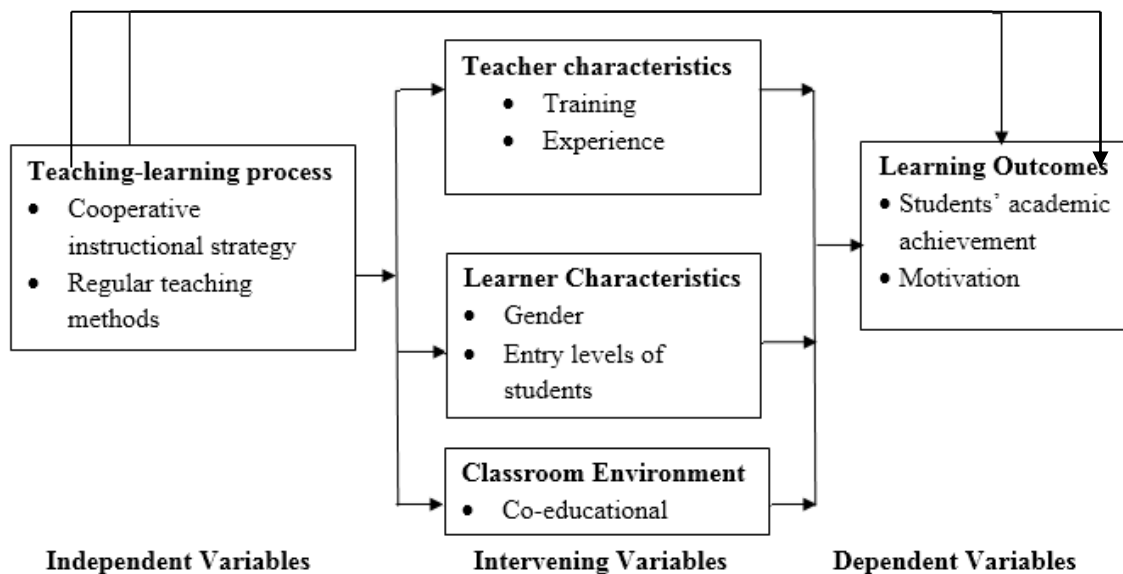 Teaching-learning process
• Cooperative
instructional strategy
• Regular teaching
methods
Teacher characteristics
• Training
• Experience
Learner Characteristics
• Gender
• Entry levels of
students
Classroom Environment
• Co-educational
Learning Outcomes
• Students’ academic
achievement
• Motivation
Independent Variables
Intervening Variables
Dependent Variables